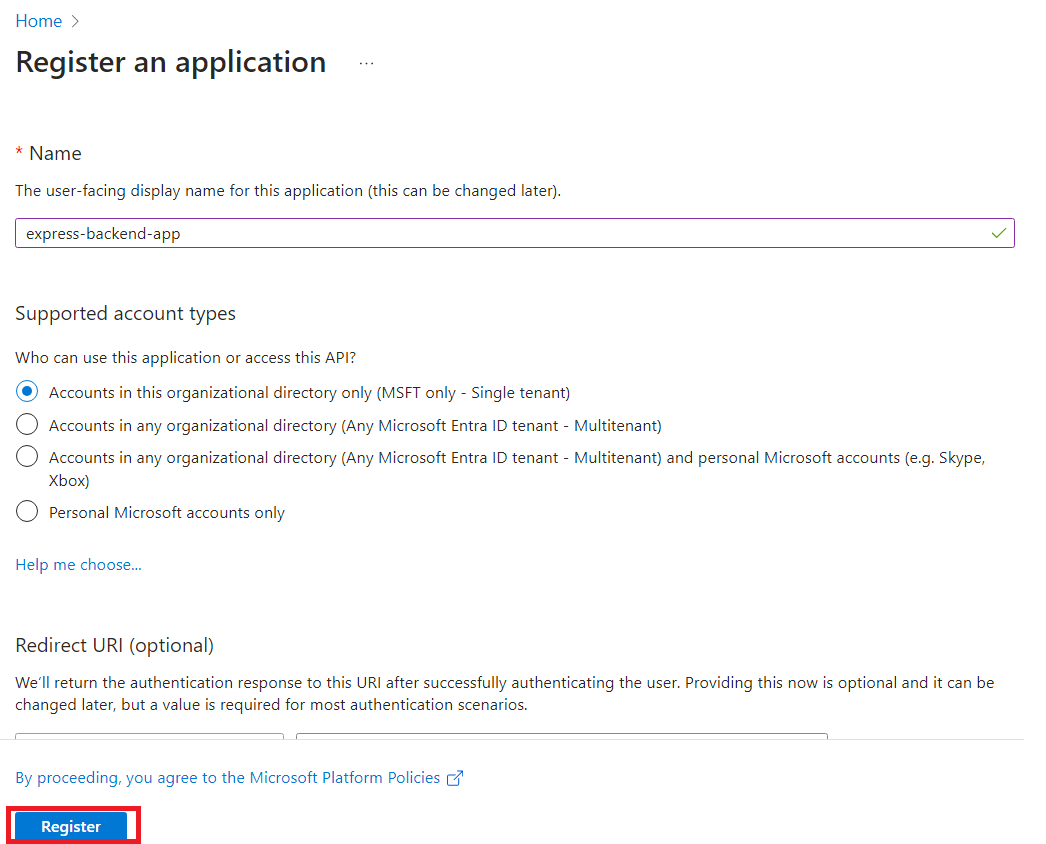 Home >
Register an application ...
* Name
The user-facing display name for this application (this can be changed later).
express-backend-app
Supported account types
Who can use this application or access this API?
Accounts in this organizational directory only (MSFT only - Single tenant)
Accounts in any organizational directory (Any Microsoft Entra ID tenant - Multitenant)
Accounts in any organizational directory (Any Microsoft Entra ID tenant - Multitenant) and personal Microsoft accounts (e.g. Skype,
Xbox)
Personal Microsoft accounts only
Help me choose...
Redirect URI (optional)
We'll return the authentication response to this URI after successfully authenticating the user. Providing this now is optional and it can be
changed later, but a value is required for most authentication scenarios.
By proceeding, you agree to the Microsoft Platform Policies
Register